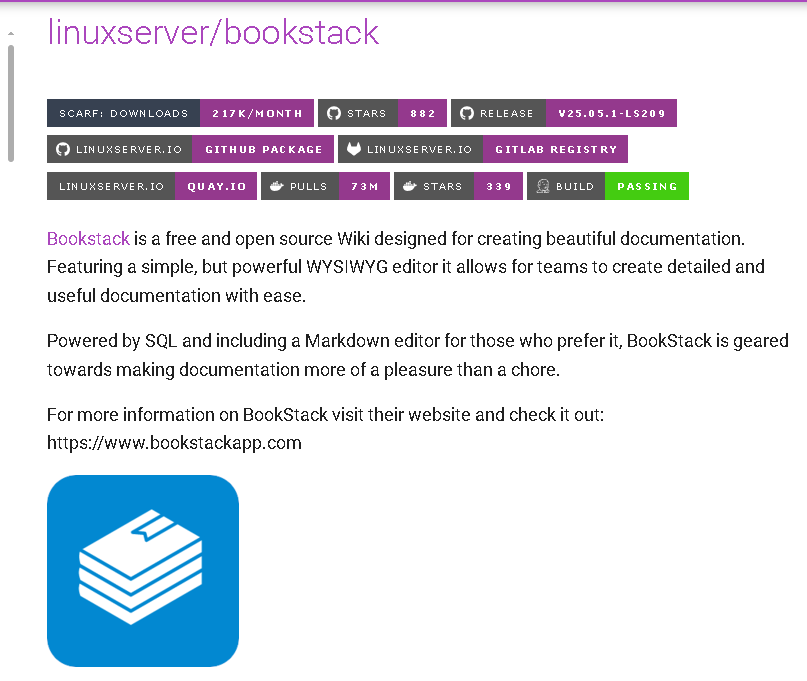 linuxserver/bookstack
SCARF: DOWNLOADS 217K/MONTH STARS 882 RELEASE V25.05.1-LS209
LINUXSERVER.IO GITHUB PACKAGE LINUXSERVER.IO GITLAB REGISTRY
LINUXSERVER.IO QUAY.IO PULLS 73M STARS 339 BUILD PASSING
Bookstack is a free and open source Wiki designed for creating beautiful documentation.
Featuring a simple, but powerful WYSIWYG editor it allows for teams to create detailed and
useful documentation with ease.
Powered by SQL and including a Markdown editor for those who prefer it, BookStack is geared
towards making documentation more of a pleasure than a chore.
For more information on BookStack visit their website and check it out:
https://www.bookstackapp.com